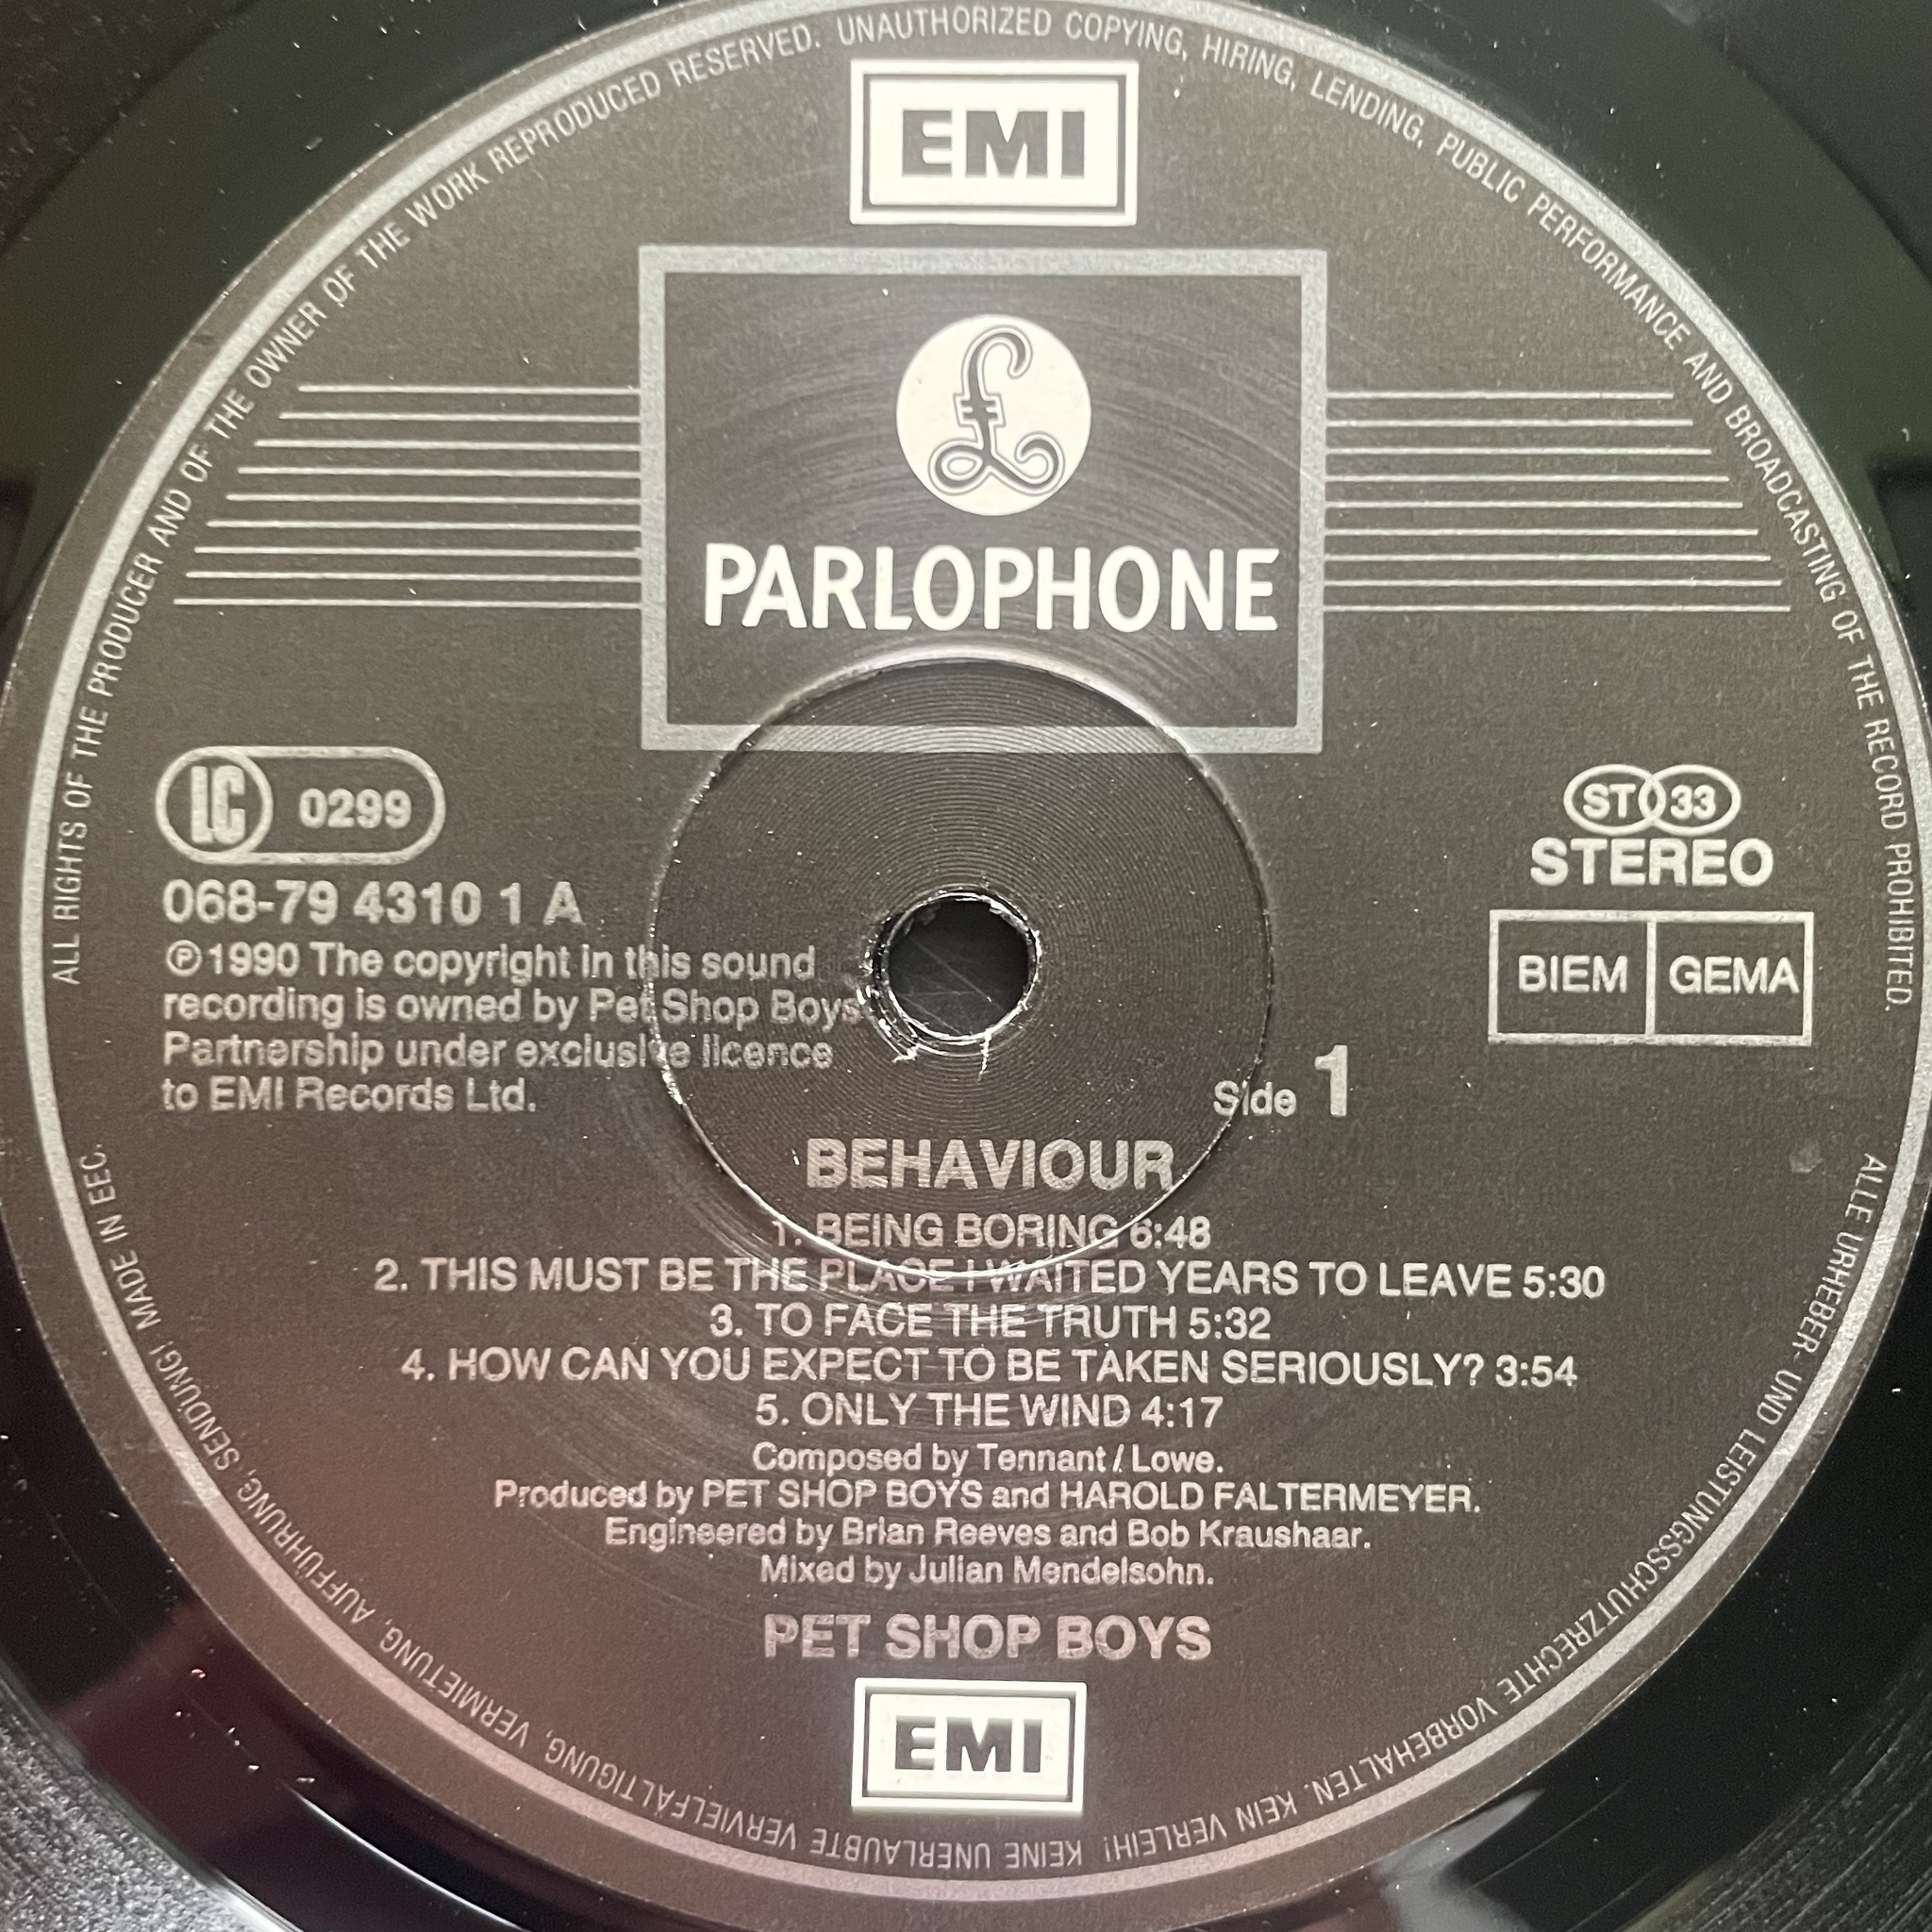 ALL RIGHTS OF THE PRODUCER AND OF THE OWNER OF THE WORK REPRODUCED RESERVED. UNAUTHORIZED COPYING, HIRING, LENDING, PUBLIC PERFORMANCE AND BROADCASTING OF THE RECORD PROHIBITED.
EMI
£
PARLOPHONE
LC 0299
ST 33
STEREO
068-79 4310 1 A
BIEM GEMA
Ⓟ1990 The copyright in this sound
recording is owned by Pet Shop Boys
Partnership under exclusive licence
to EMI Records Ltd.
Side 1
BEHAVIOUR
1. BEING BORING 6:48
2. THIS MUST BE THE PLACE I WAITED YEARS TO LEAVE 5:30
3. TO FACE THE TRUTH 5:32
4. HOW CAN YOU EXPECT TO BE TAKEN SERIOUSLY? 3:54
5. ONLY THE WIND 4:17
Composed by Tennant / Lowe.
Produced by PET SHOP BOYS and HAROLD FALTERMEYER.
Engineered by Brian Reeves and Bob Kraushaar.
Mixed by Julian Mendelsohn.
PET SHOP BOYS
EMI
ALLE URHEBER- UND LEISTUNGSSCHUTZRECHTE VORBEHALTEN. KEIN VERLEIH! KEINE UNERLAUBTE VERVIELFÄLTIGUNG, VERMIETUNG, AUFFÜHRUNG, SENDUNG! MADE IN EEC.